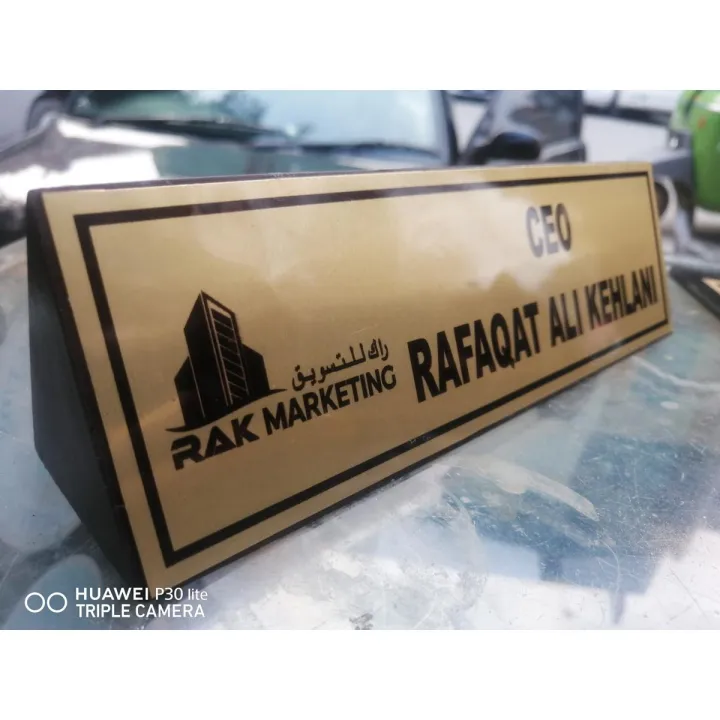 CEO
RAFAQAT ALI KEHLANI
راك للتسويق
RAK MARKETING
HUAWEI P30 lite
TRIPLE CAMERA